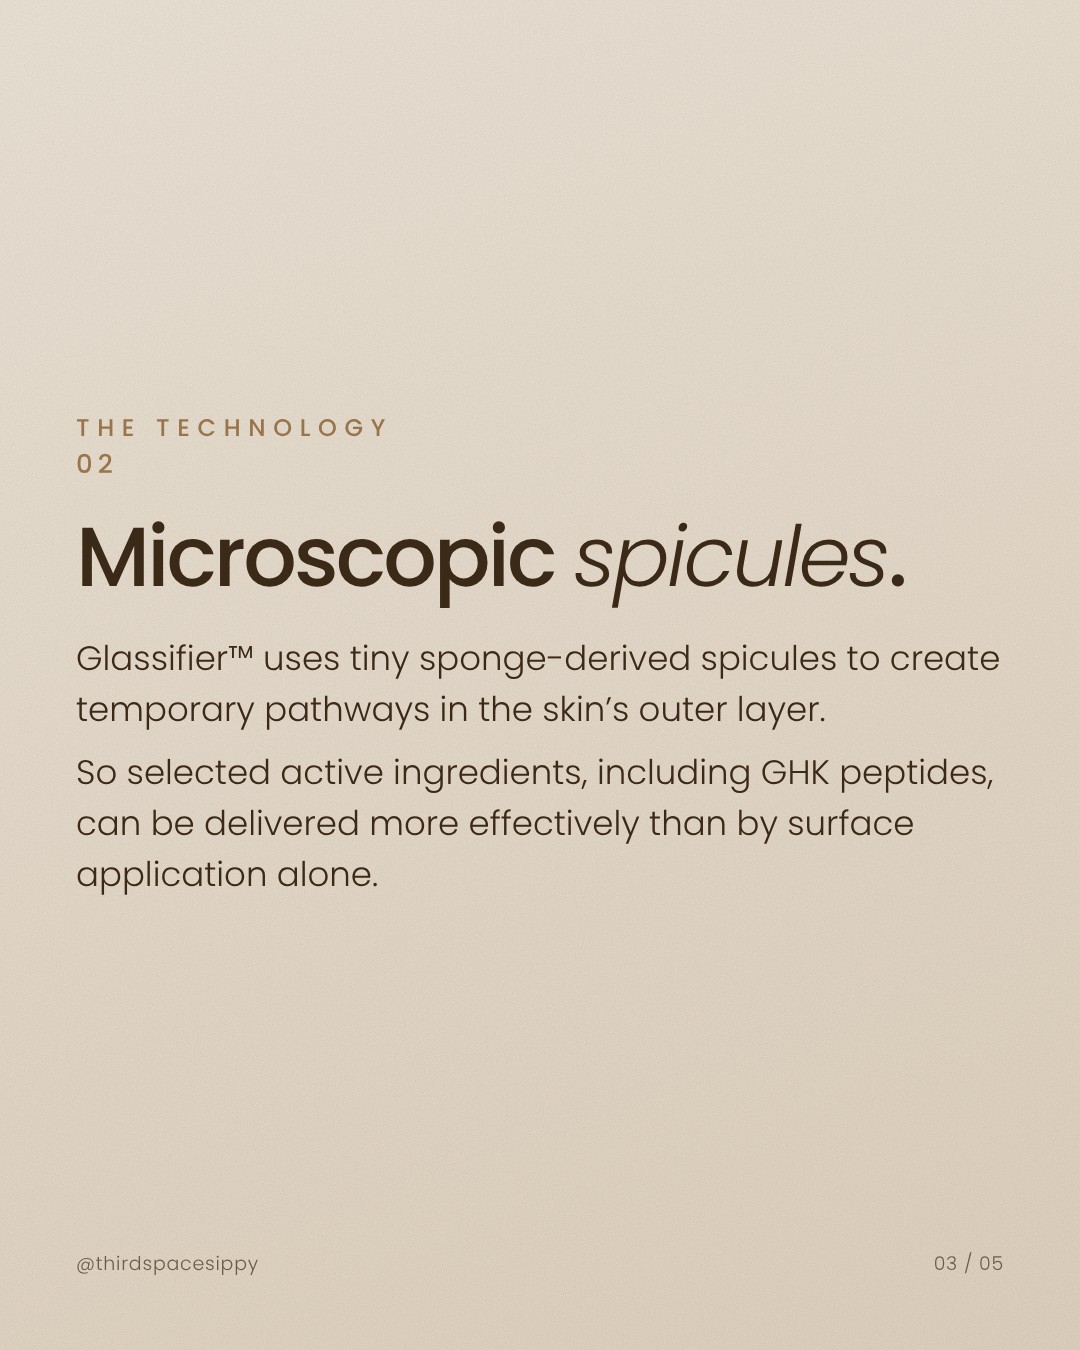 THE TECHNOLOGY
02
Microscopic spicules.
Glassifier™ uses tiny sponge-derived spicules to create
temporary pathways in the skin’s outer layer.
So selected active ingredients, including GHK peptides,
can be delivered more effectively than by surface
application alone.
@thirdspacesippy
03 / 05